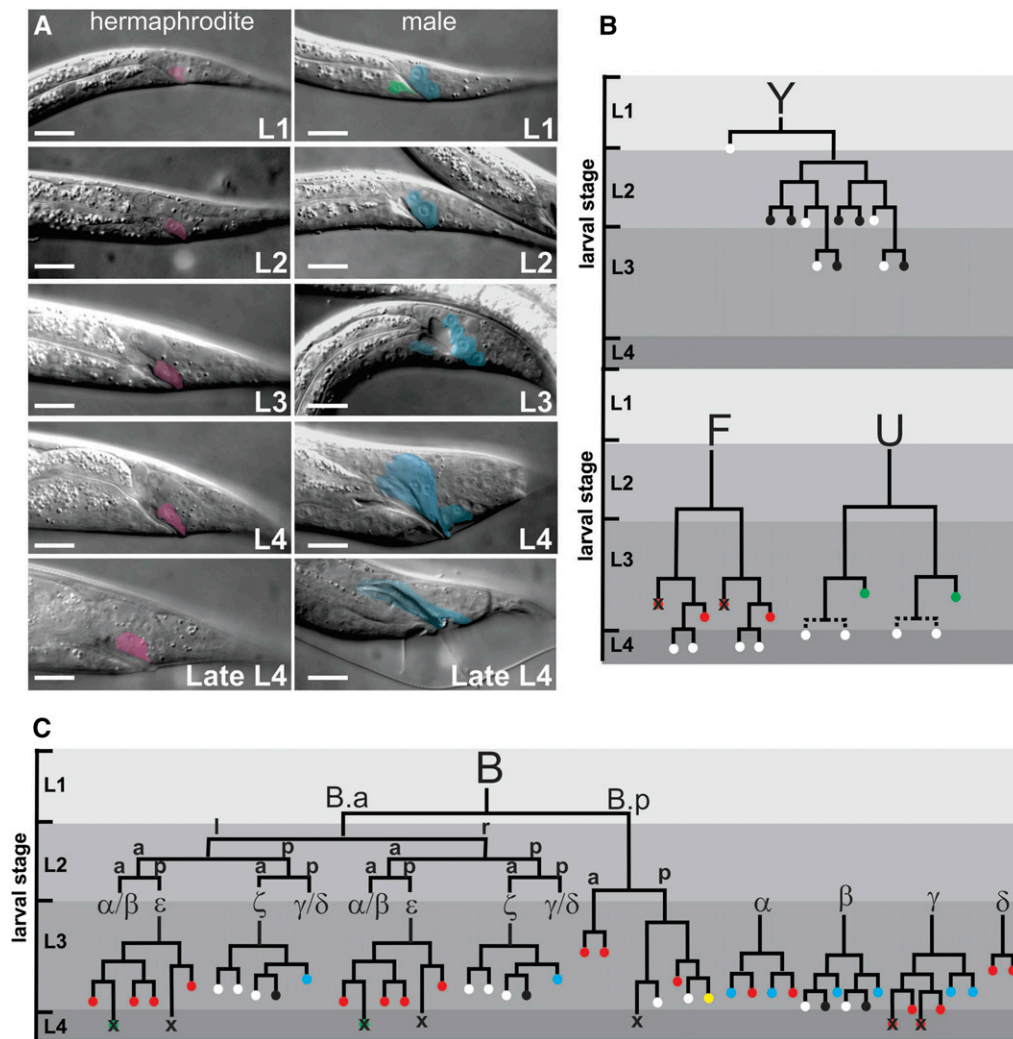 A
hermaphrodite
male
L1
L1
L2
L2
L3
L3
L4
L4
Late L4
Late L4
B
larval stage
L1
L2
L3
L4
Y
larval stage
L1
L2
L3
L4
F
U
x
x
C
larval stage
L1
L2
L3
L4
B
B.a
B.p
l
r
a
p
a
p
a
p
a
p
a
p
a
p
a
p
α/β
ε
ζ
γ/δ
α/β
ε
ζ
γ/δ
α
β
γ
δ
x
x
x
x
x
x
x